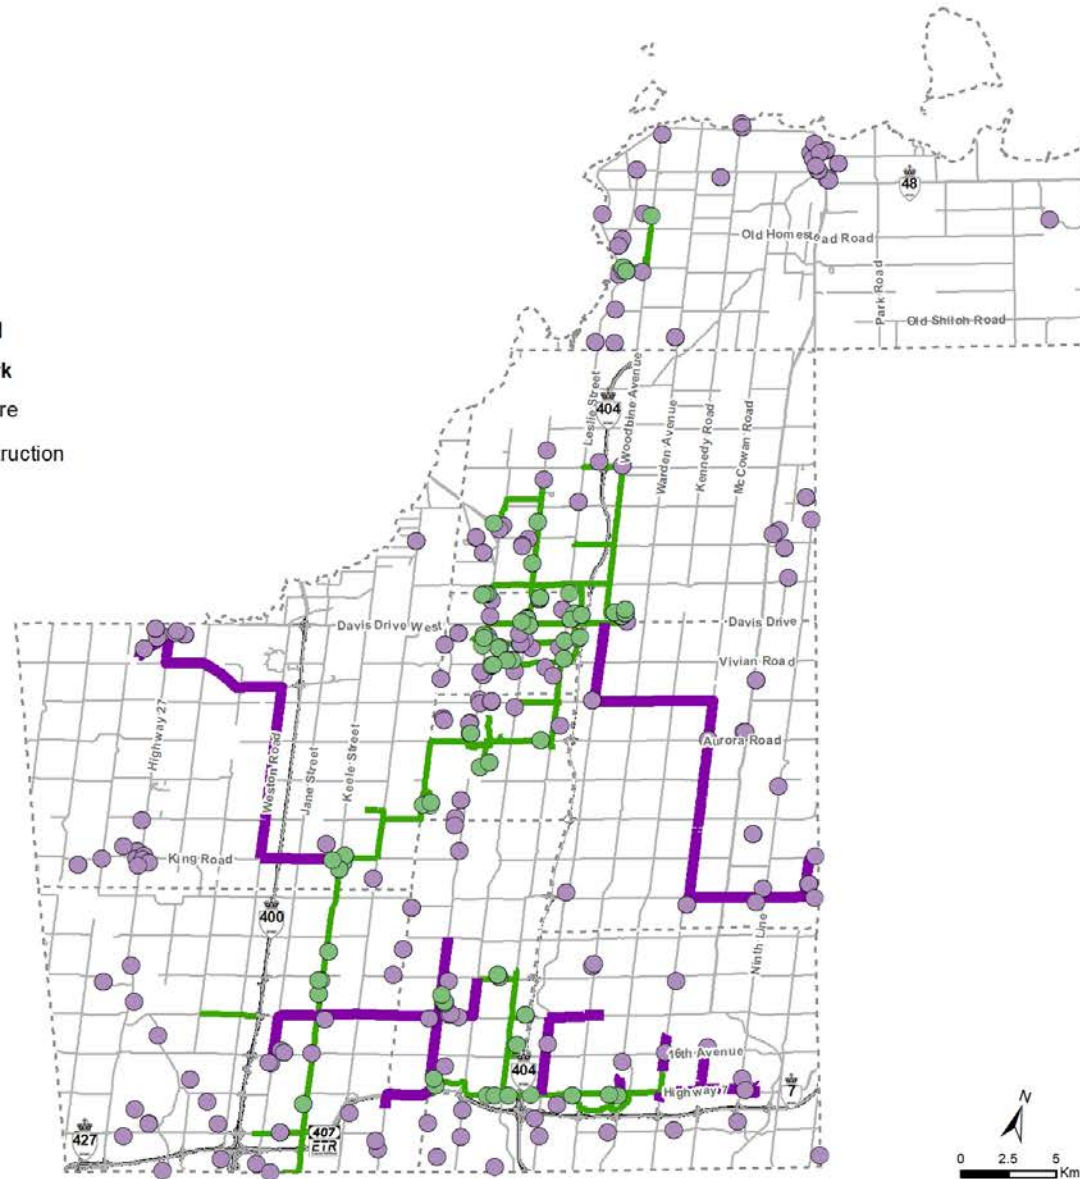 48
Old Homestead Road
Park Road
Old Shiloh Road
rk
re
truction
Leslie Street
404
Woodbine Avenue
Warden Avenue
Kennedy Road
McCowan Road
Davis Drive West
Davis Drive
Vivian Road
Highway 27
Weston Road
Jane Street
Keele Street
Aurora Road
King Road
400
Ninth Line
404
16th Avenue
Highway 7
7
427
407
ETR
N
0 2.5 5
Km